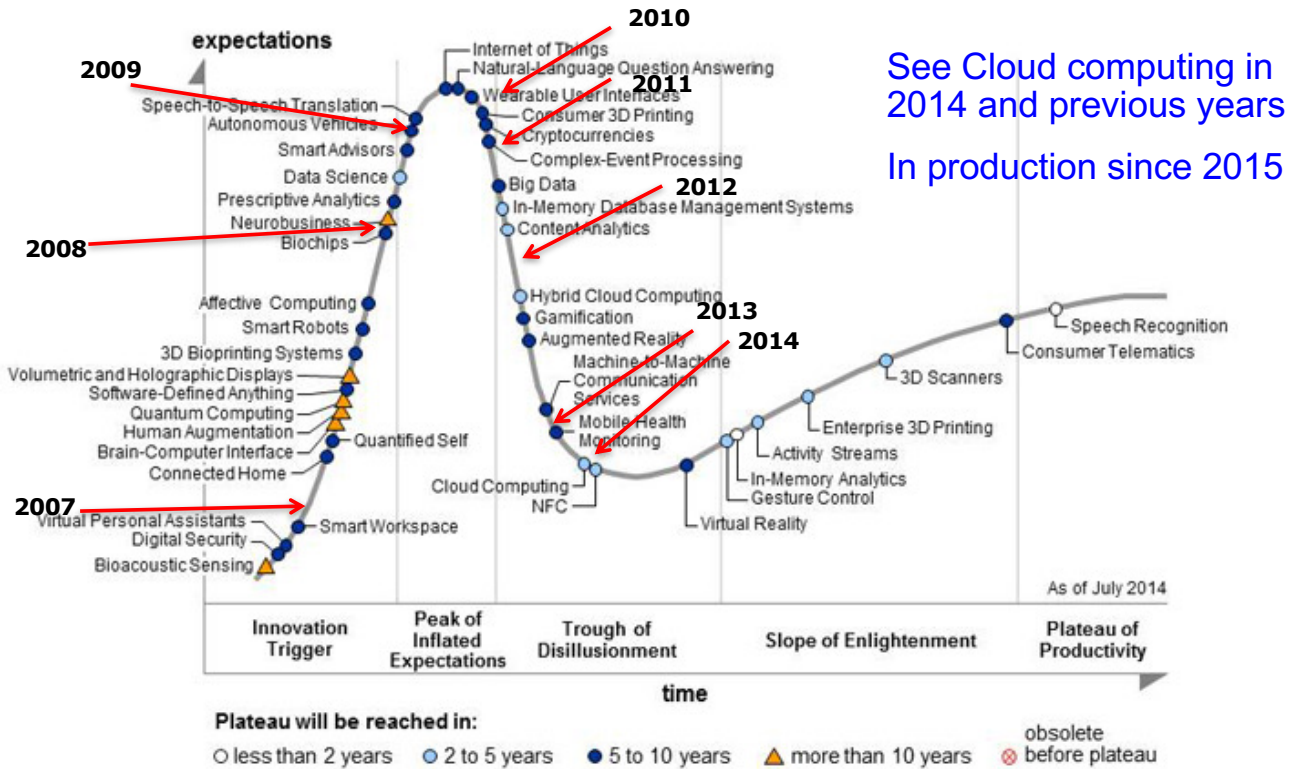 expectations
2007
2008
2009
2010
2011
2012
2013
2014
See Cloud computing in
2014 and previous years
In production since 2015
Internet of Things
Natural-Language Question Answering
Wearable User Interfaces
Consumer 3D Printing
Cryptocurrencies
Complex-Event Processing
Big Data
In-Memory Database Management Systems
Content Analytics
Hybrid Cloud Computing
Gamification
Augmented Reality
Machine-to-Machine
Communication
Services
Mobile Health
Monitoring
Cloud Computing
NFC
Speech-to-Speech Translation
Autonomous Vehicles
Smart Advisors
Data Science
Prescriptive Analytics
Neurobusiness
Biochips
Affective Computing
Smart Robots
3D Bioprinting Systems
Volumetric and Holographic Displays
Software-Defined Anything
Quantum Computing
Human Augmentation
Brain-Computer Interface
Quantified Self
Connected Home
Smart Workspace
Virtual Personal Assistants
Digital Security
Bioacoustic Sensing
Speech Recognition
Consumer Telematics
3D Scanners
Enterprise 3D Printing
Activity Streams
In-Memory Analytics
Gesture Control
Virtual Reality
As of July 2014
Innovation
Trigger
Peak of
Inflated
Expectations
Trough of
Disillusionment
Slope of Enlightenment
Plateau of
Productivity
time
Plateau will be reached in:
less than 2 years
2 to 5 years
5 to 10 years
more than 10 years
obsolete
before plateau